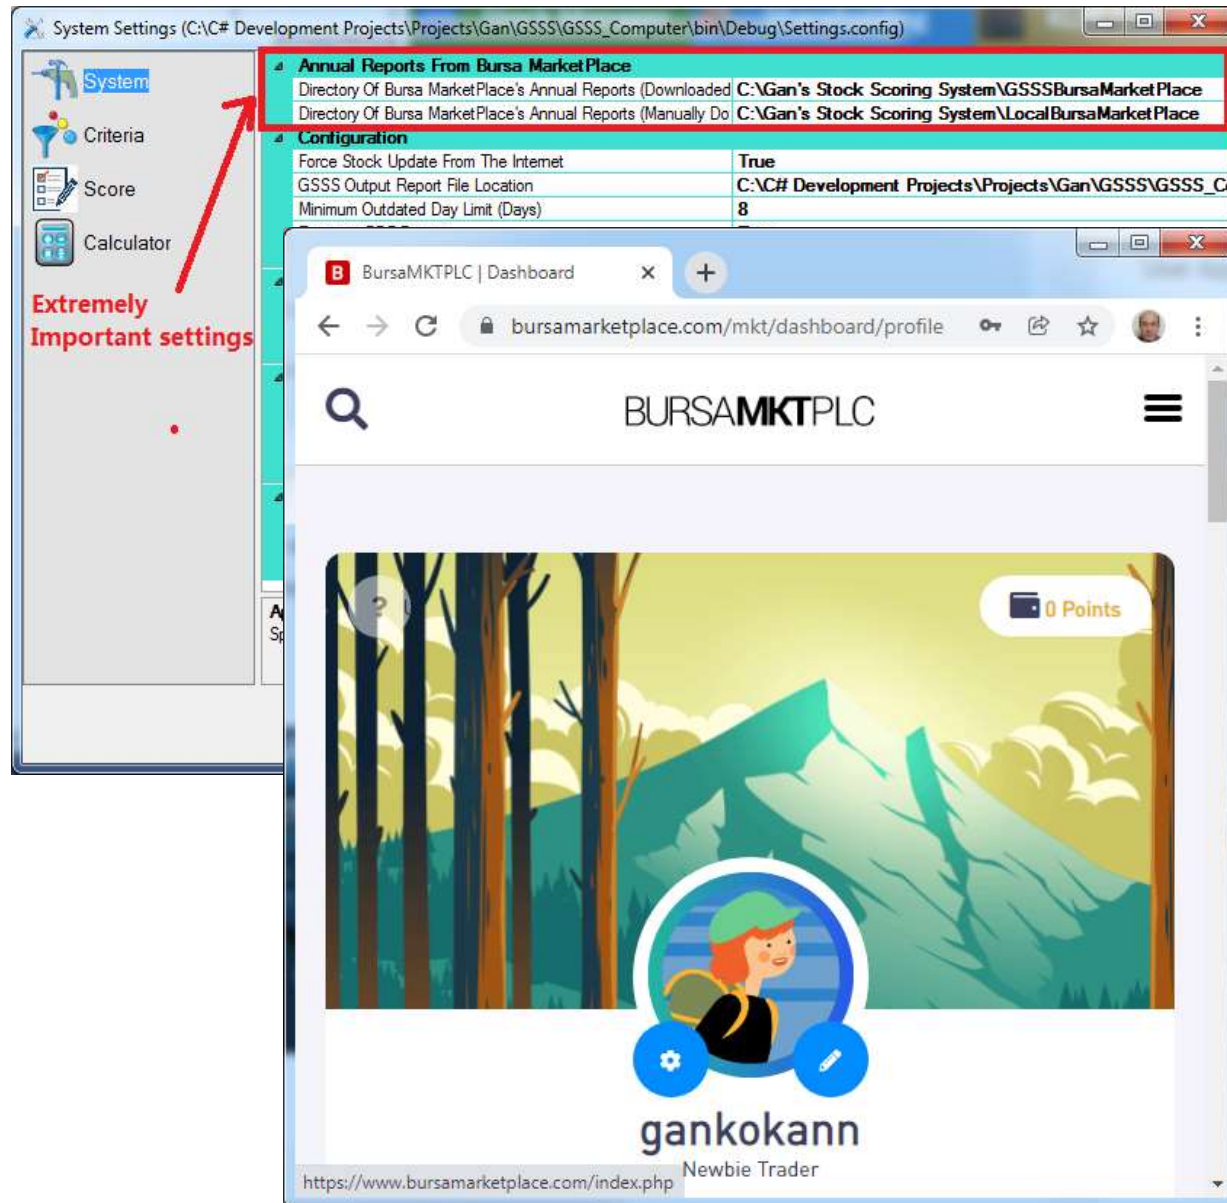 System Settings (C:\C# Development Projects\Projects\Gan\GSSS\GSSS_Computer\bin\Debug\Settings.config)
System
Criteria
Score
Calculator
Extremely
Important settings
Annual Reports From Bursa MarketPlace
Directory Of Bursa MarketPlace's Annual Reports (Downloaded C:\Gan's Stock Scoring System\GSSSBursaMarketPlace
Directory Of Bursa MarketPlace's Annual Reports (Manually Do C:\Gan's Stock Scoring System\LocalBursaMarketPlace
Configuration
Force Stock Update From The Internet True
GSSS Output Report File Location C:\C# Development Projects\Projects\Gan\GSSS\GSSS_C
Minimum Outdated Day Limit (Days) 8
B BursaMKTPLC | Dashboard
bursamarketplace.com/mkt/dashboard/profile
BURSAMKTPLC
?
0 Points
gankokann
Newbie Trader
https://www.bursamarketplace.com/index.php